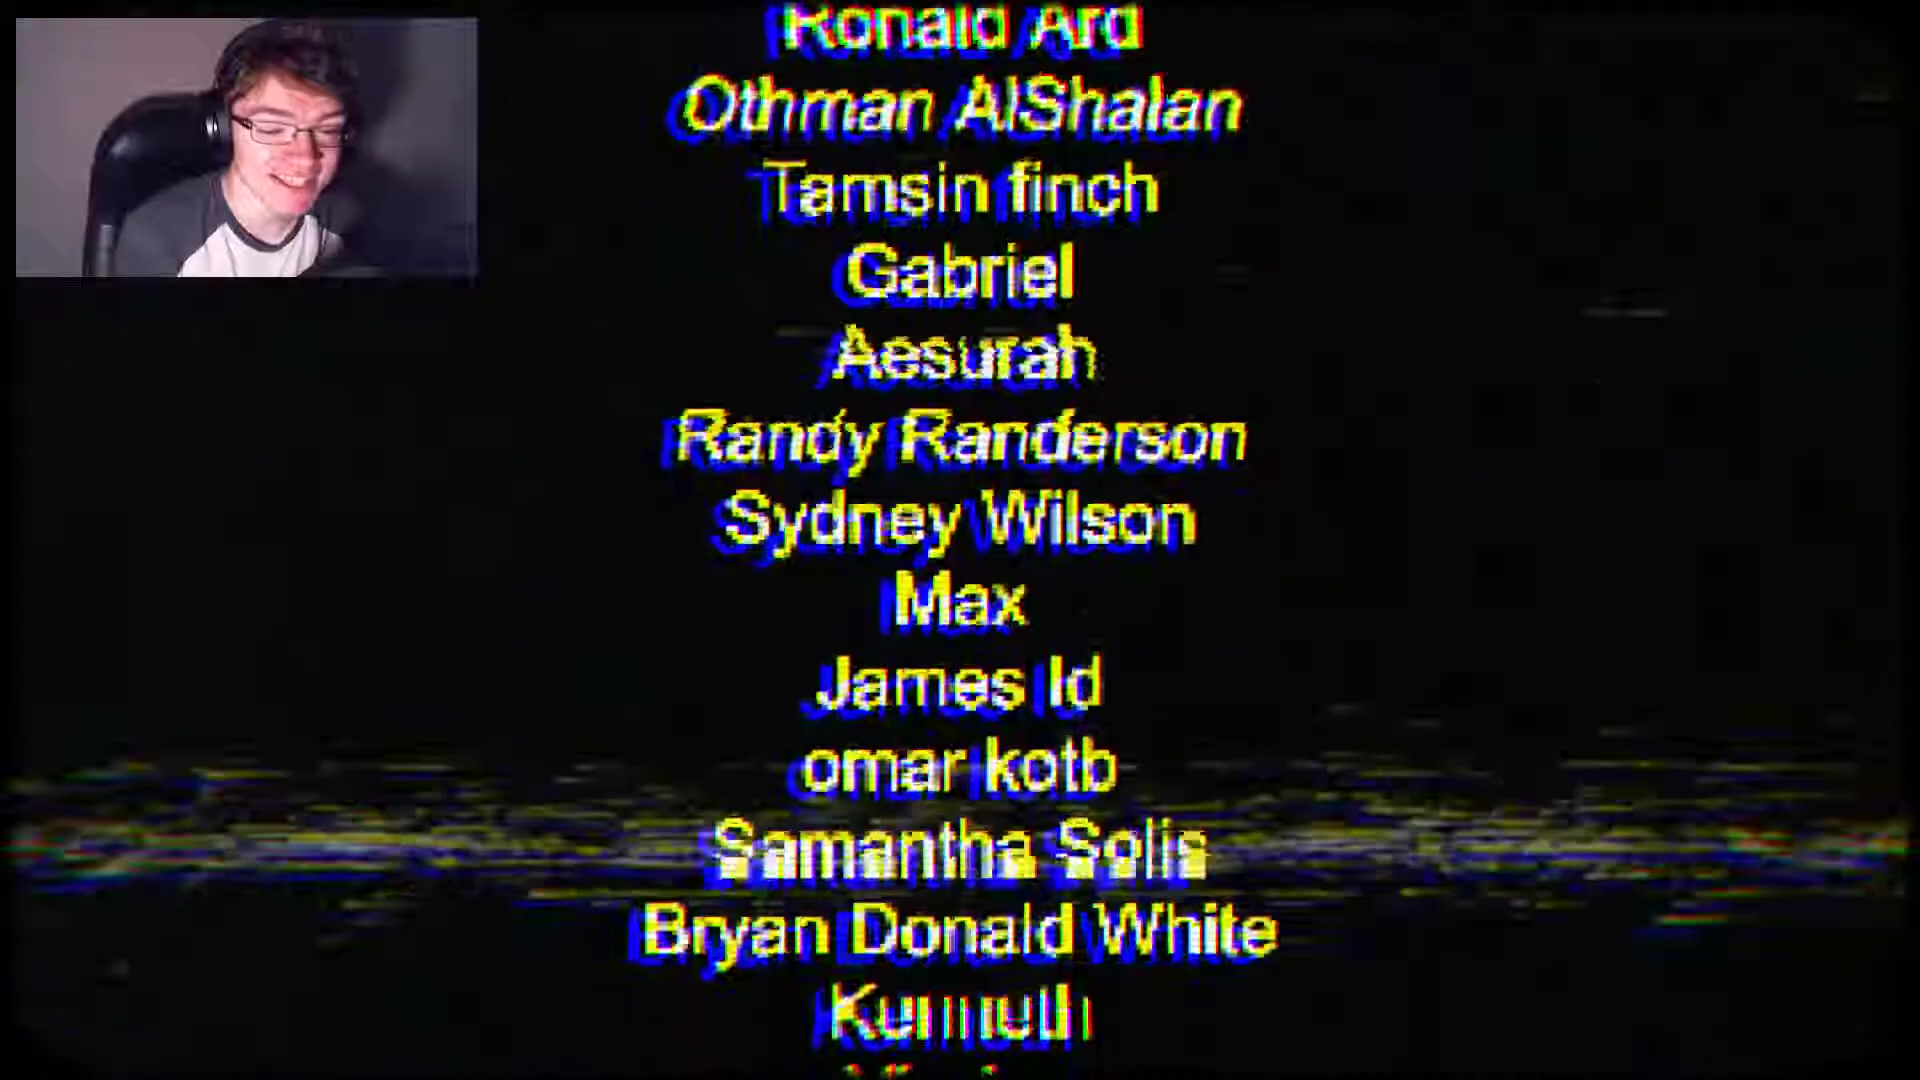 Ronald Ard
Othman AlShalan
Tamsin finch
Gabriel
Aesurah
Randy Randerson
Sydney Wilson
Max
James Id
omar kotb
Samantha Solis
Bryan Donald White